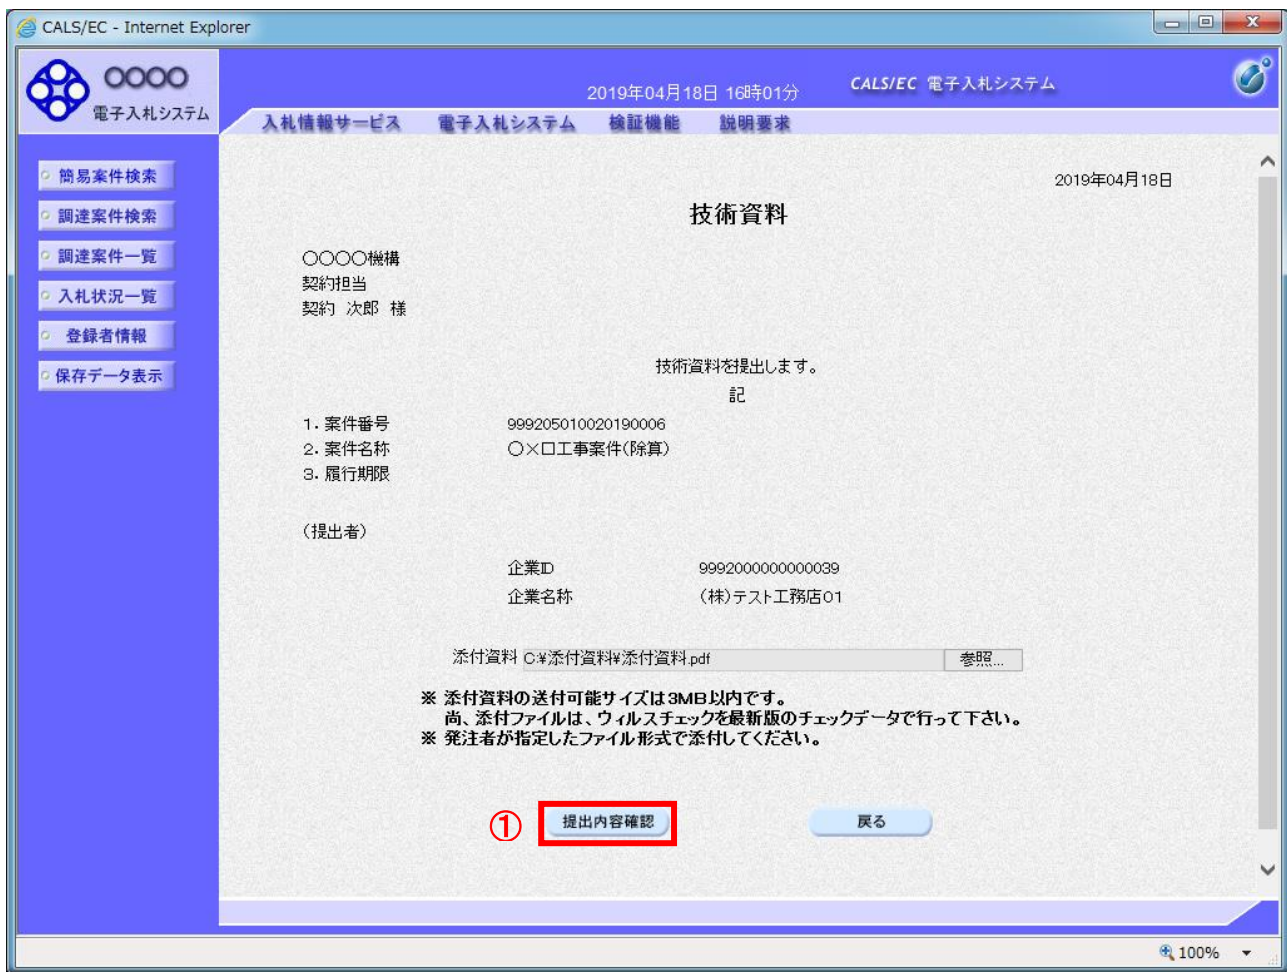 CALS/EC - Internet Explorer
〇〇〇〇
電子入札システム
2019年04月18日 16時01分
CALS/EC 電子入札システム
入札情報サービス 電子入札システム 検証機能 説明要求
簡易案件検索
調達案件検索
調達案件一覧
入札状況一覧
登録者情報
保存データ表示
2019年04月18日
技術資料
〇〇〇〇機構
契約担当
契約 次郎 様
技術資料を提出します。
記
1.案件番号 999205010020190006
2.案件名称 〇×口工事案件(除算)
3.履行期限
(提出者)
企業ID 9992000000000039
企業名称 (株)テスト工務店01
添付資料 C:¥添付資料¥添付資料.pdf 参照...
※ 添付資料の送付可能サイズは3MB以内です。
尚、添付ファイルは、ウィルスチェックを最新版のチェックデータで行って下さい。
※ 発注者が指定したファイル形式で添付してください。
① 提出内容確認 戻る
100%